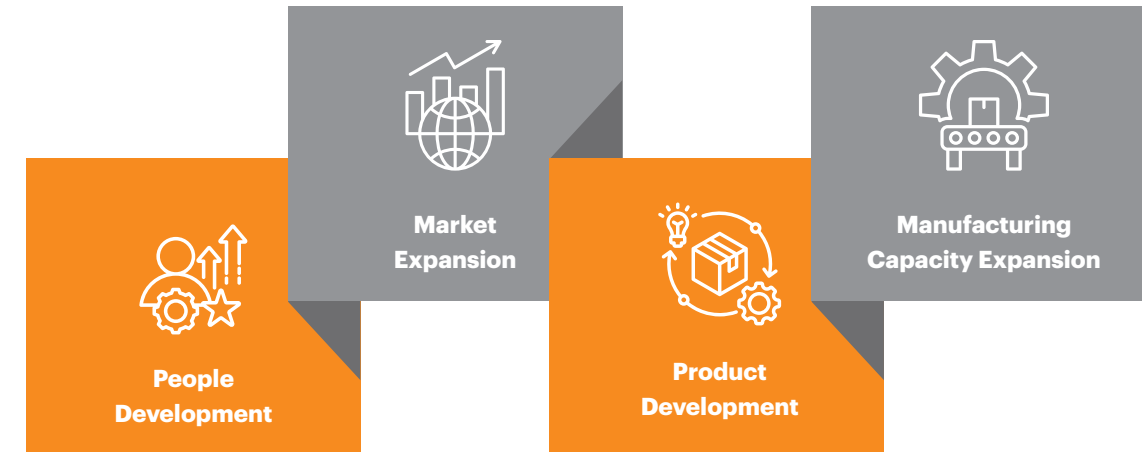 People
Development
Market
Expansion
Product
Development
Manufacturing
Capacity Expansion